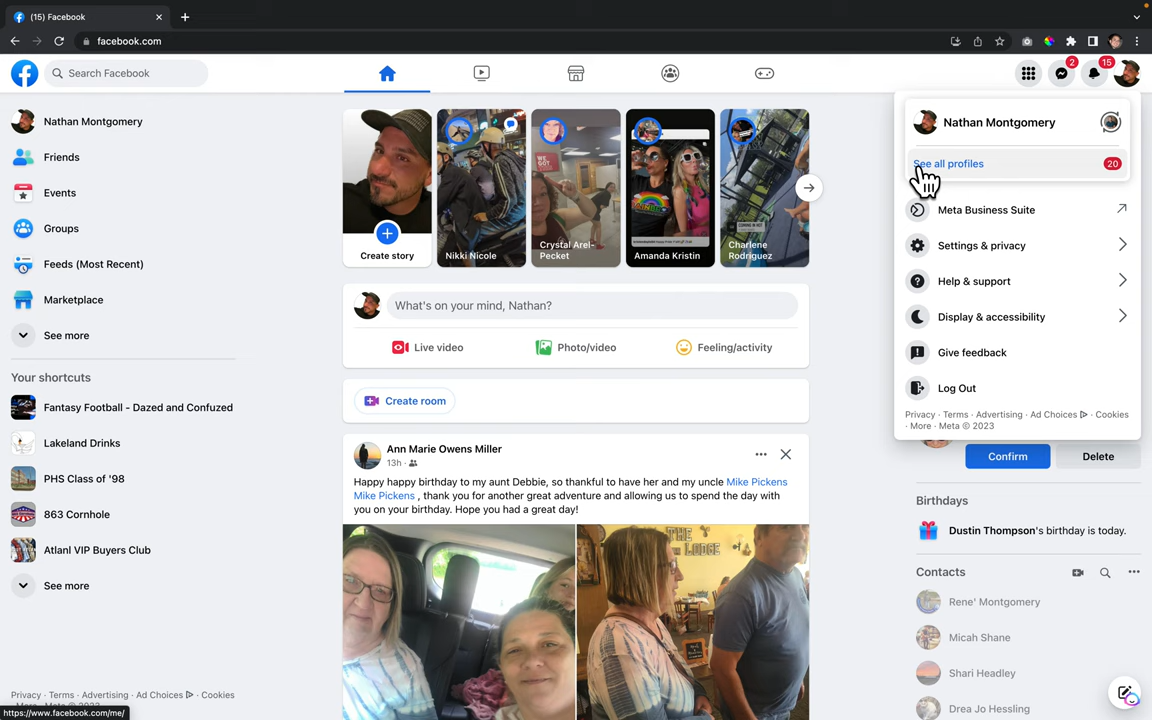 (15) Facebook
facebook.com
Search Facebook
2
15
Nathan Montgomery
Friends
Events
Groups
Feeds (Most Recent)
Marketplace
See more
Your shortcuts
Fantasy Football - Dazed and Confuzed
Lakeland Drinks
PHS Class of '98
863 Cornhole
Atlanl VIP Buyers Club
See more
Privacy · Terms · Advertising · Ad Choices · Cookies
· More · Meta © 2023
https://www.facebook.com/me/
Create story
Nikki Nicole
Crystal Arel-
Pecket
Amanda Kristin
Charlene
Rodriguez
What's on your mind, Nathan?
Live video
Photo/video
Feeling/activity
Create room
Ann Marie Owens Miller
13h ·
Happy happy birthday to my aunt Debbie, so thankful to have her and my uncle Mike Pickens
Mike Pickens , thank you for another great adventure and allowing us to spend the day with
you on your birthday. Hope you had a great day!
THE
LODGE
Nathan Montgomery
See all profiles
20
Meta Business Suite
Settings & privacy
Help & support
Display & accessibility
Give feedback
Log Out
Privacy · Terms · Advertising · Ad Choices · Cookies
· More · Meta © 2023
Confirm
Delete
Birthdays
Dustin Thompson's birthday is today.
Contacts
Rene' Montgomery
Micah Shane
Shari Headley
Drea Jo Hessling